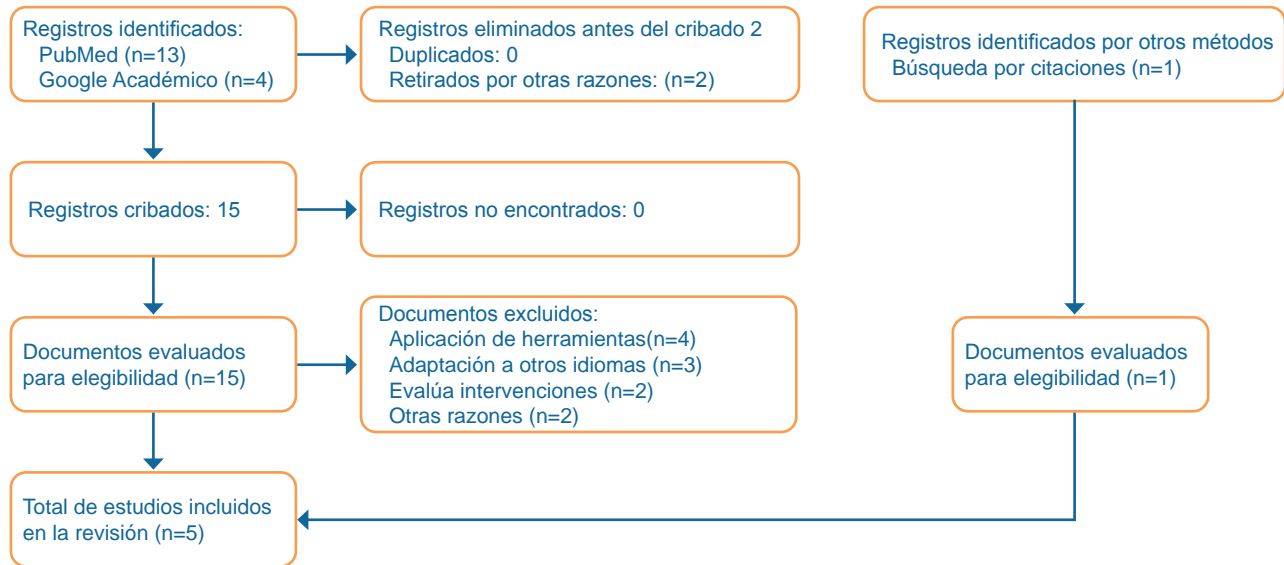 Registros identificados:
PubMed (n=13)
Google Académico (n=4)
Registros eliminados antes del cribado 2
Duplicados: 0
Retirados por otras razones: (n=2)
Registros identificados por otros métodos
Búsqueda por citaciones (n=1)
Registros cribados: 15
Registros no encontrados: 0
Documentos evaluados
para elegibilidad (n=15)
Documentos excluidos:
Aplicación de herramientas(n=4)
Adaptación a otros idiomas (n=3)
Evalúa intervenciones (n=2)
Otras razones (n=2)
Documentos evaluados
para elegibilidad (n=1)
Total de estudios incluidos
en la revisión (n=5)